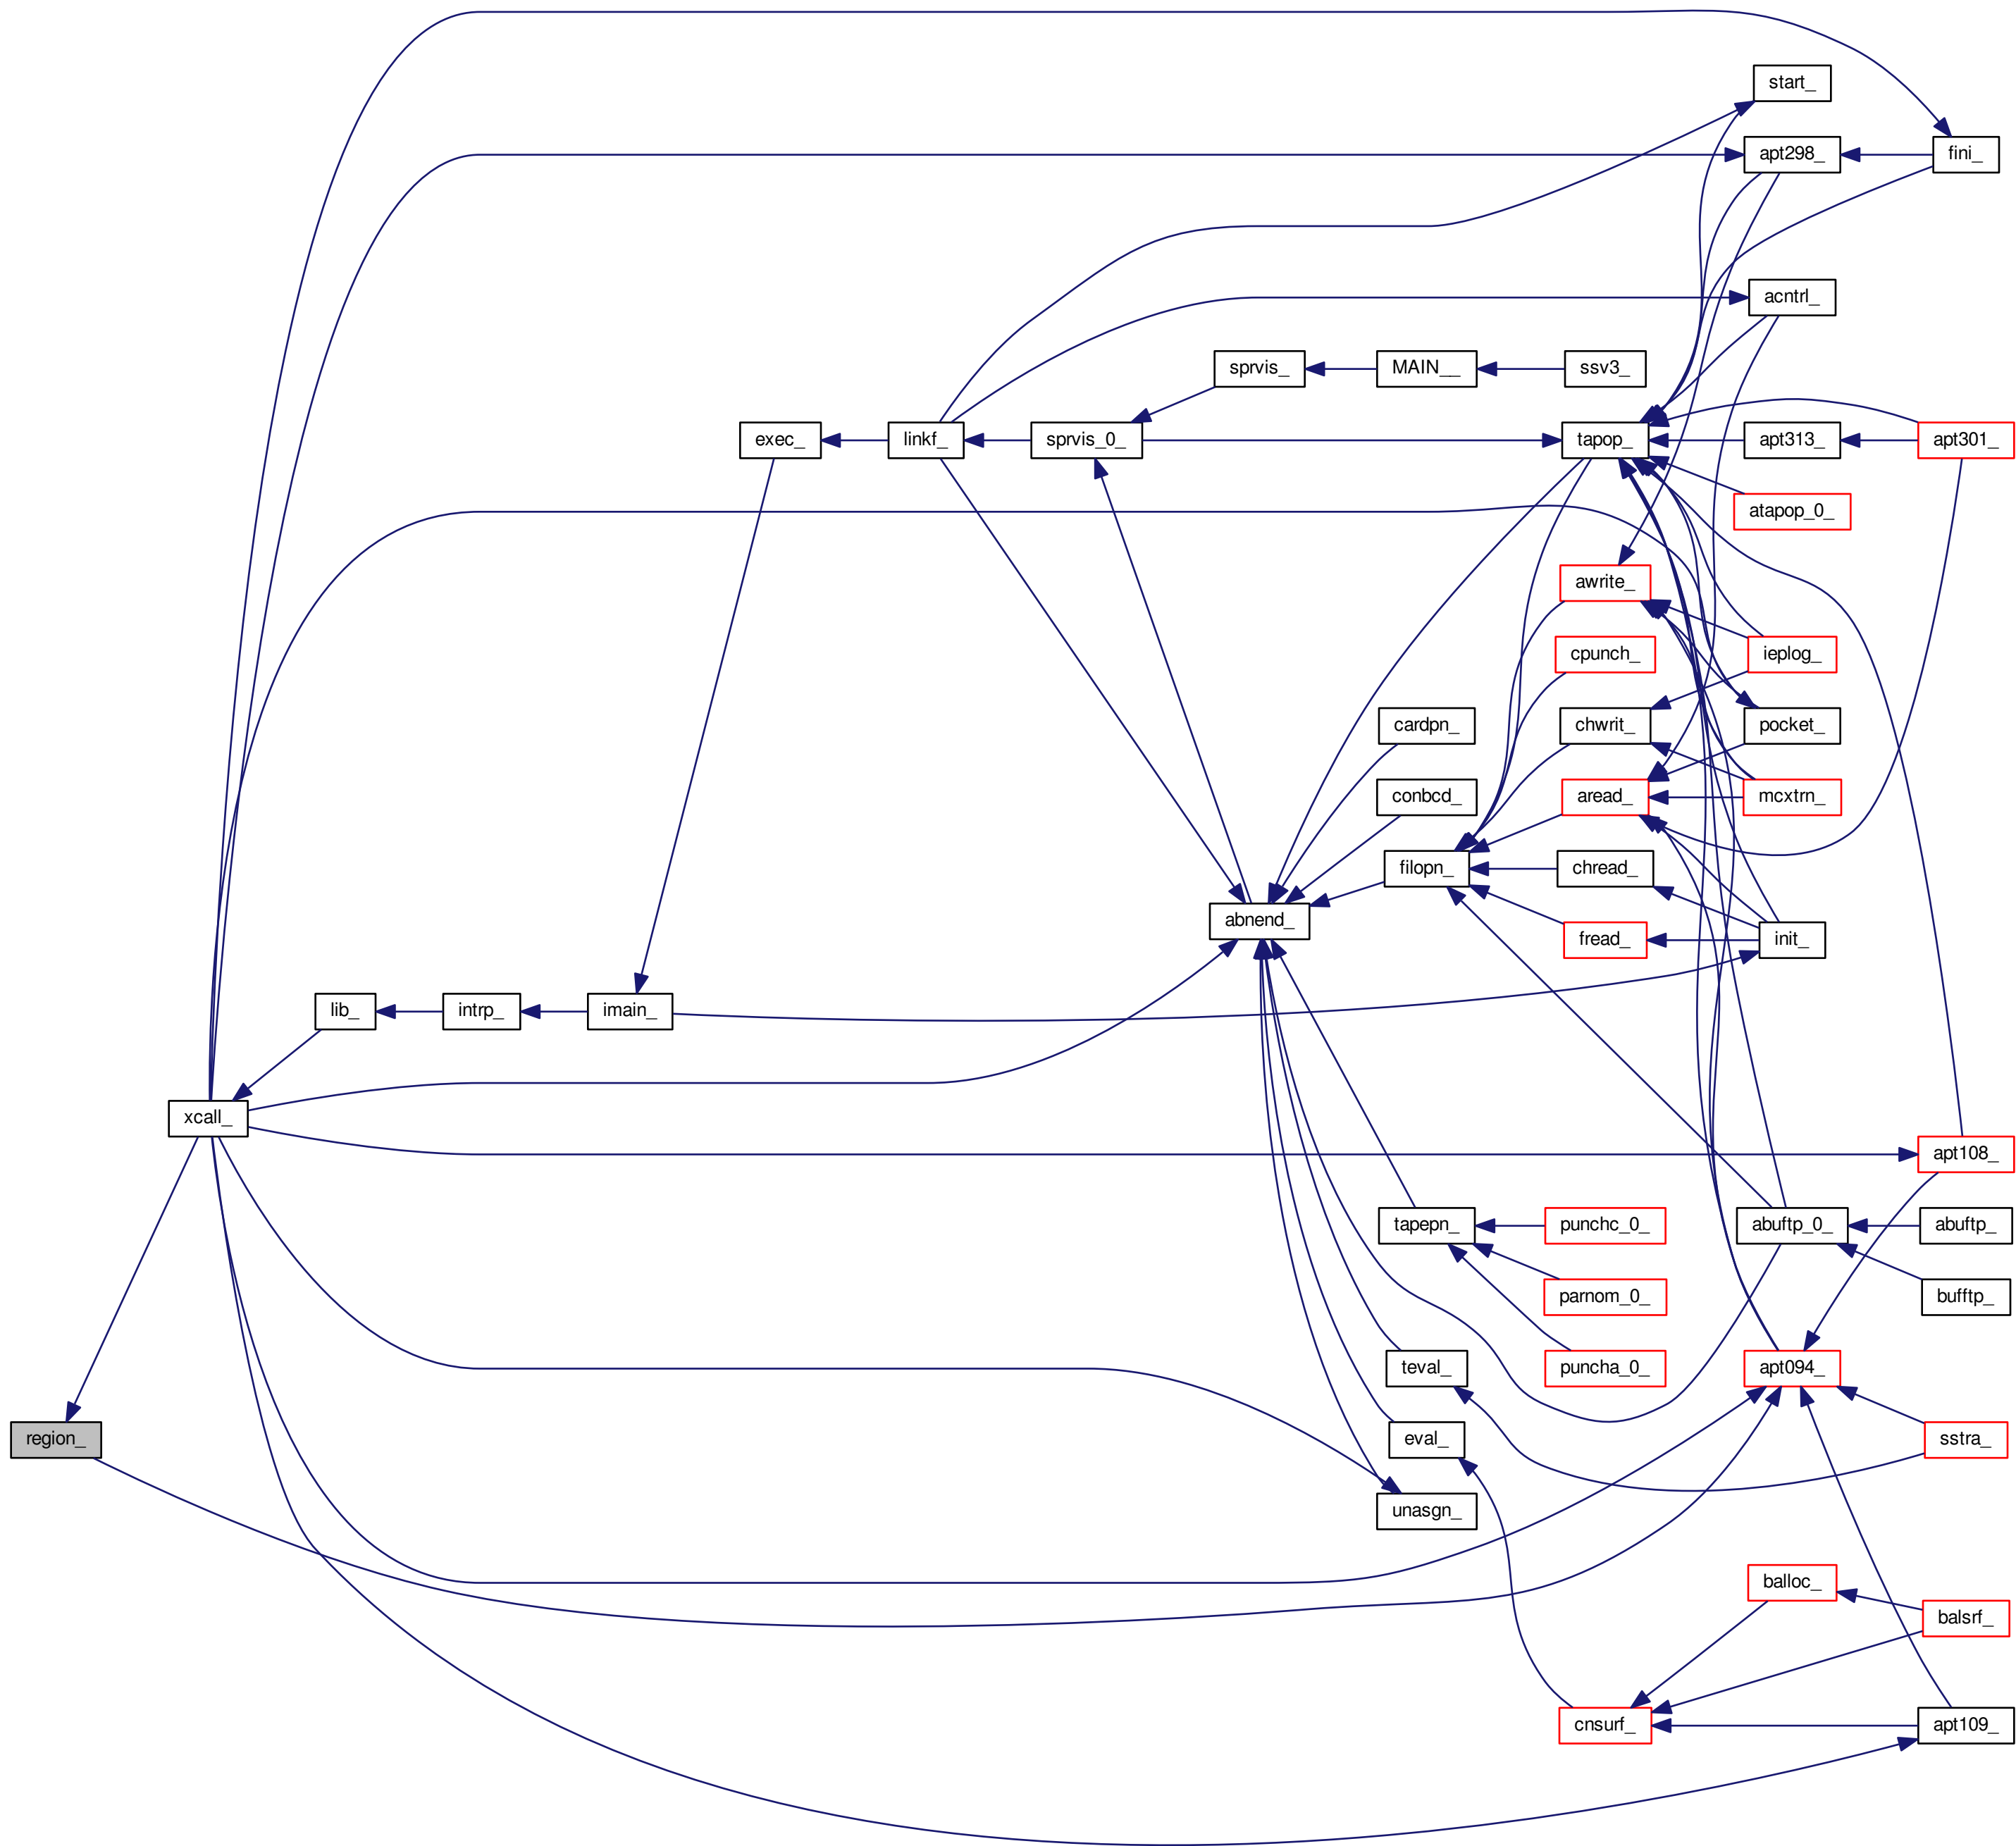 start_
apt298_
fini_
acntrl_
sprvis_
MAIN__
ssv3_
exec_
linkf_
sprvis_0_
tapop_
apt313_
apt301_
atapop_0_
awrite_
cpunch_
ieplog_
cardpn_
chwrit_
pocket_
conbcd_
aread_
mcxtrn_
filopn_
chread_
abnend_
fread_
init_
lib_
intrp_
imain_
xcall_
apt108_
tapepn_
punchc_0_
abuftp_0_
abuftp_
parnom_0_
bufftp_
teval_
puncha_0_
apt094_
region_
eval_
sstra_
unasgn_
balloc_
balsrf_
cnsurf_
apt109_